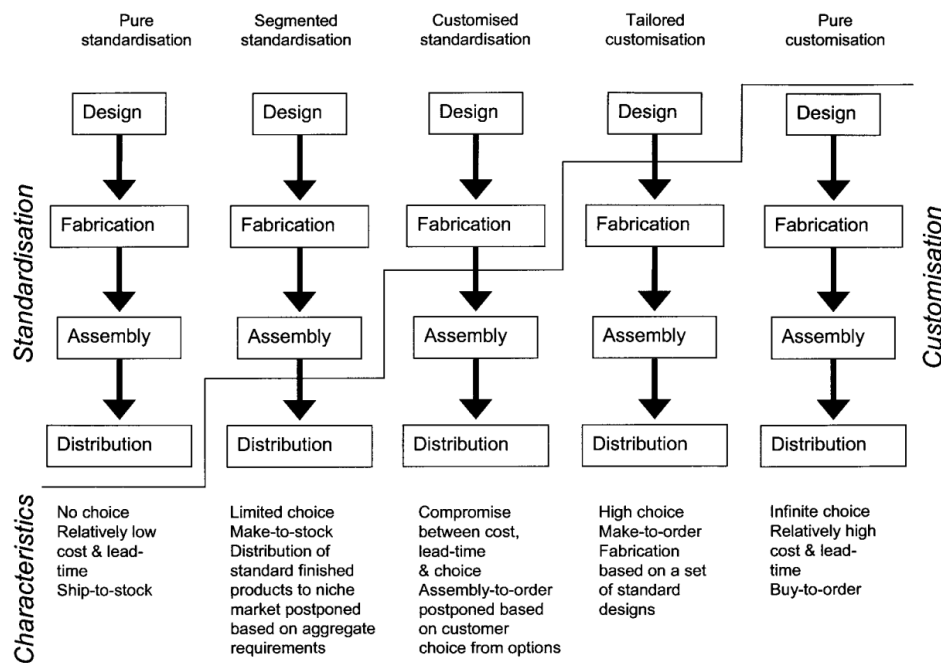 Pure
standardisation
Segmented
standardisation
Customised
standardisation
Tailored
customisation
Pure
customisation
Design
Design
Design
Design
Design
Fabrication
Fabrication
Fabrication
Fabrication
Fabrication
Assembly
Assembly
Assembly
Assembly
Assembly
Distribution
Distribution
Distribution
Distribution
Distribution
Standardisation
Customisation
Characteristics
No choice
Relatively low
cost & lead-
time
Ship-to-stock
Limited choice
Make-to-stock
Distribution of
standard finished
products to niche
market postponed
based on aggregate
requirements
Compromise
between cost,
lead-time
& choice
Assembly-to-order
postponed based
on customer
choice from options
High choice
Make-to-order
Fabrication
based on a set
of standard
designs
Infinite choice
Relatively high
cost & lead-
time
Buy-to-order